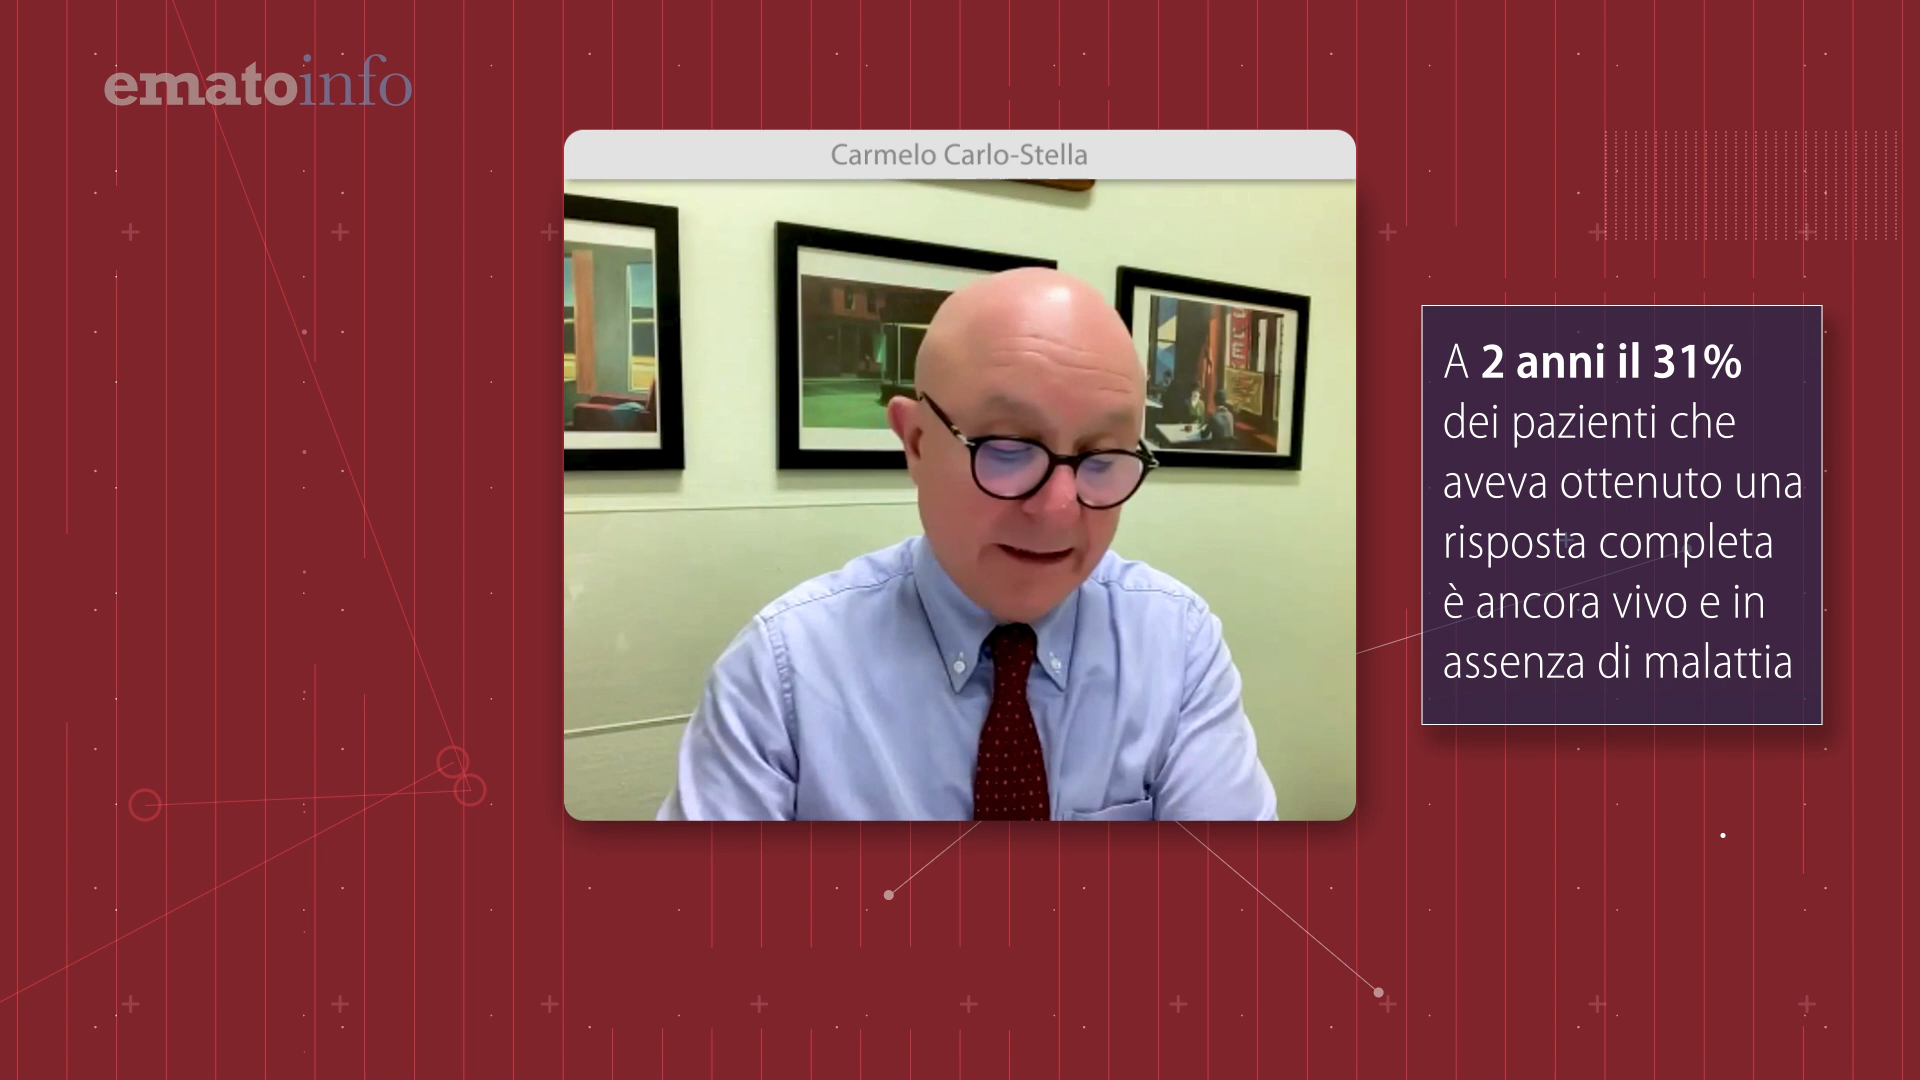 ematoinfo
Carmelo Carlo-Stella
A 2 anni il 31%
dei pazienti che
aveva ottenuto una
risposta completa
è ancora vivo e in
assenza di malattia